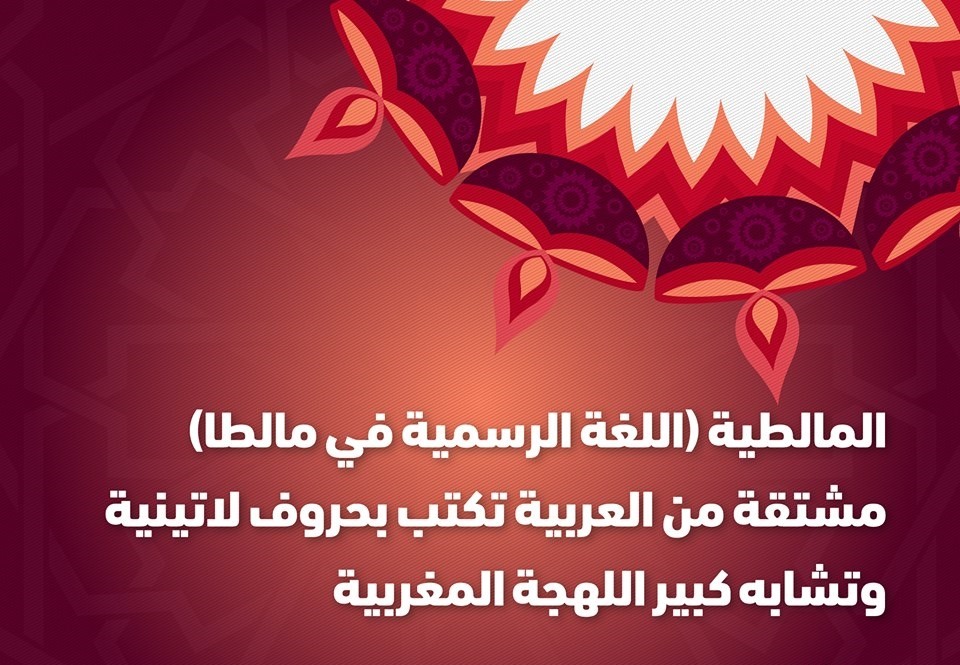 المالطية (اللغة الرسمية في مالطا)
مشتقة من العربية تكتب بحروف لاتينية
وتشابه كبير اللهجة المغربية